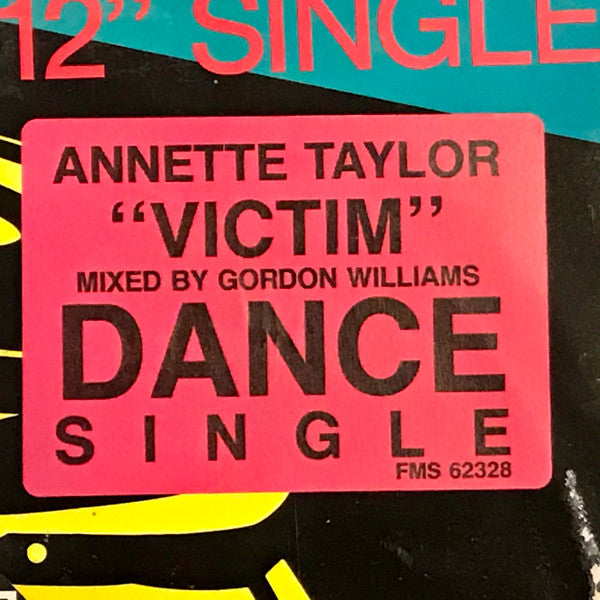 12” SINGLE
ANNETTE TAYLOR
“VICTIM”
MIXED BY GORDON WILLIAMS
DANCE
SINGLE
FMS 62328